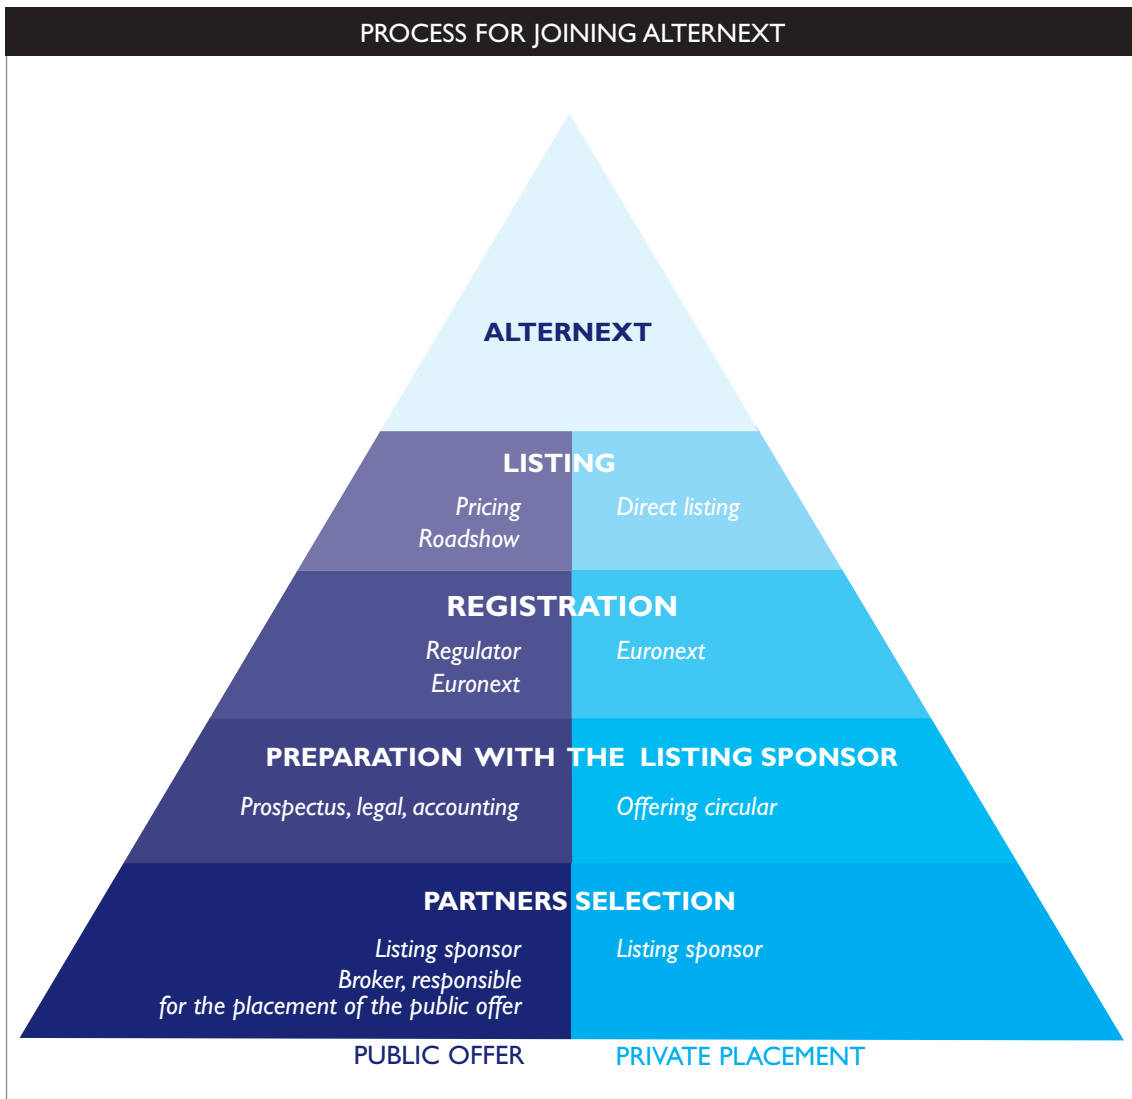 PROCESS FOR JOINING ALTERNEXT
ALTERNEXT
LISTING
Pricing
Roadshow
Direct listing
REGISTRATION
Regulator
Euronext
Euronext
PREPARATION WITH THE LISTING SPONSOR
Prospectus, legal, accounting
Offering circular
PARTNERS SELECTION
Listing sponsor
Broker, responsible
for the placement of the public offer
Listing sponsor
PUBLIC OFFER
PRIVATE PLACEMENT